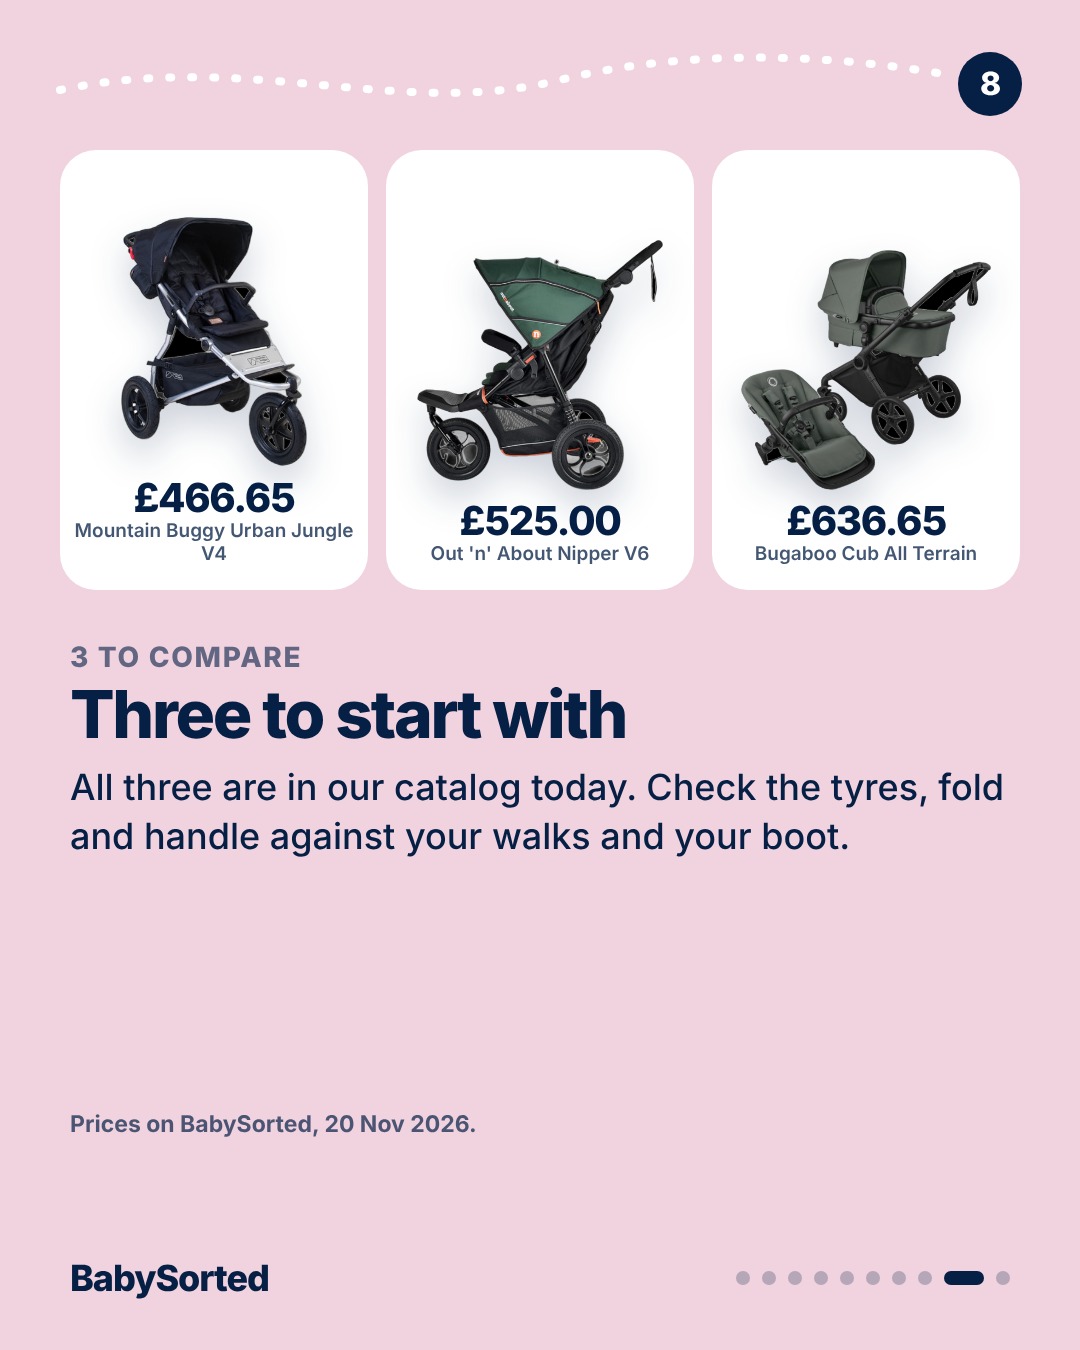 8
£466.65
Mountain Buggy Urban Jungle
V4
£525.00
Out 'n' About Nipper V6
£636.65
Bugaboo Cub All Terrain
3 TO COMPARE
Three to start with
All three are in our catalog today. Check the tyres, fold
and handle against your walks and your boot.
Prices on BabySorted, 20 Nov 2026.
BabySorted